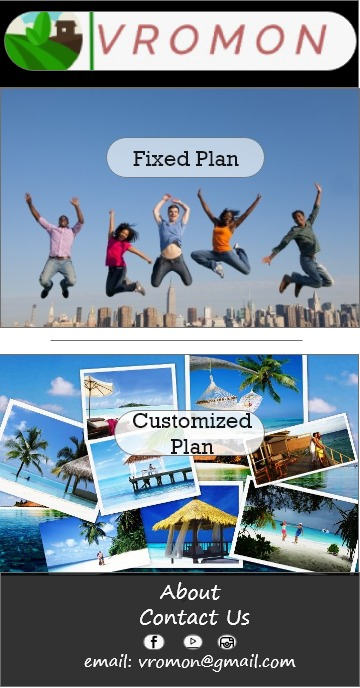 VROMON
Fixed Plan
Customized
Plan
About
Contact Us
email: vromon@gmail.com